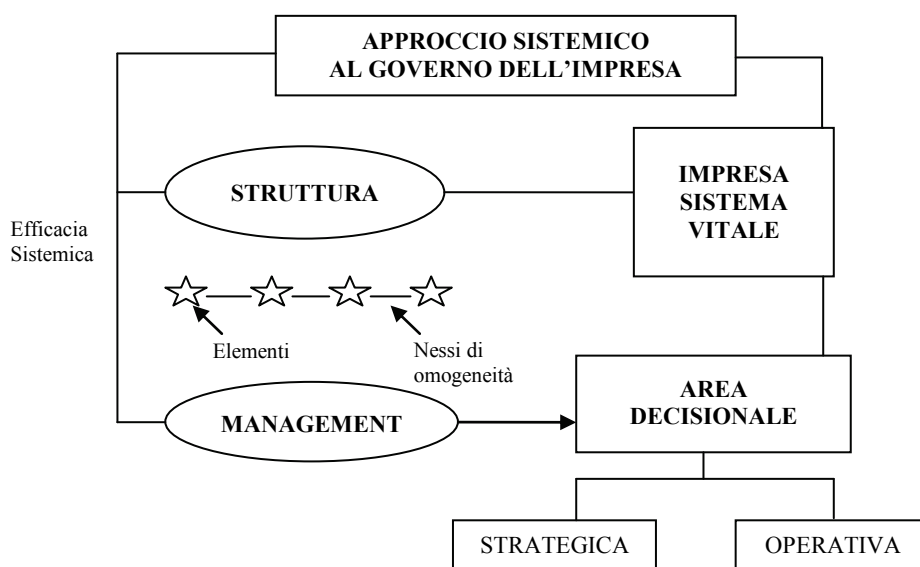 APPROCCIO SISTEMICO
AL GOVERNO DELL’IMPRESA
STRUTTURA
IMPRESA
SISTEMA
VITALE
Efficacia
Sistemica
Elementi
Nessi di
omogeneità
MANAGEMENT
AREA
DECISIONALE
STRATEGICA
OPERATIVA